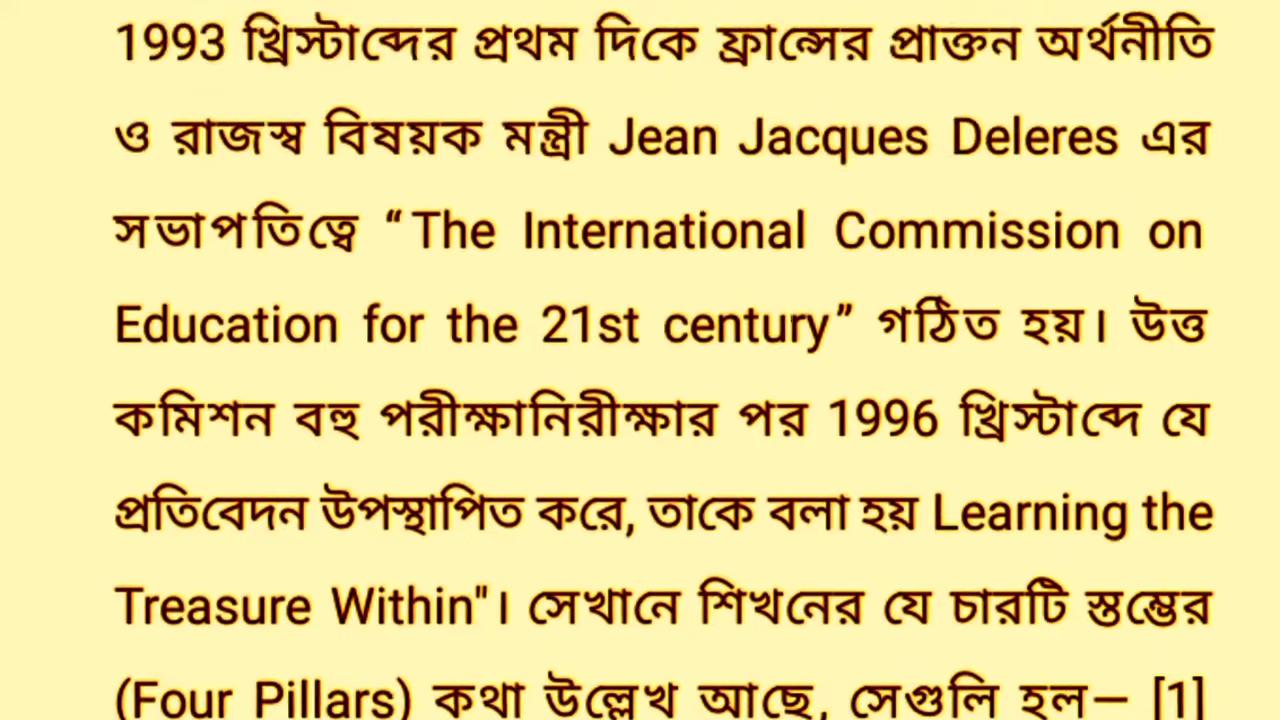 1993 খ্রিস্টাব্দের প্রথম দিকে ফ্রান্সের প্রাক্তন অর্থনীতি
ও রাজস্ব বিষয়ক মন্ত্রী Jean Jacques Deleres এর
সভাপতিত্বে “The International Commission on
Education for the 21st century” গঠিত হয়। উত্ত
কমিশন বহু পরীক্ষানিরীক্ষার পর 1996 খ্রিস্টাব্দে যে
প্রতিবেদন উপস্থাপিত করে, তাকে বলা হয় Learning the
Treasure Within"। সেখানে শিখনের যে চারটি স্তম্ভের
(Four Pillars) কথা উল্লেখ আছে, সেগুলি হল— [1]